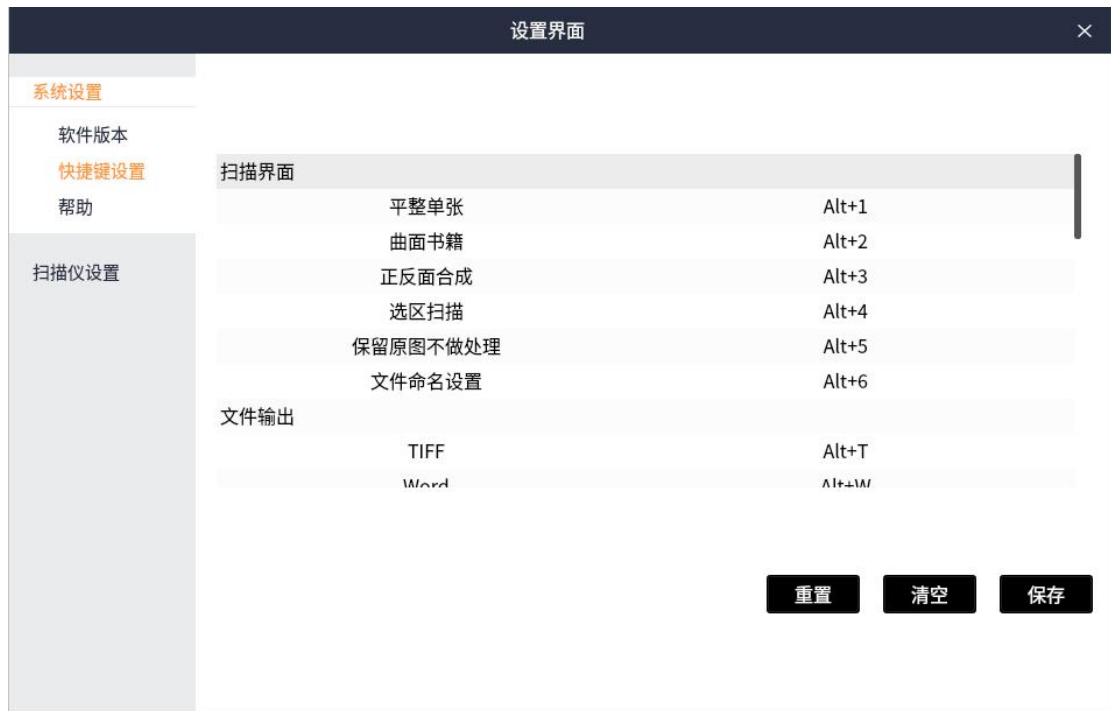 设置界面
系统设置
软件版本
快捷键设置
帮助
扫描仪设置
扫描界面
平整单张 Alt+1
曲面书籍 Alt+2
正反面合成 Alt+3
选区扫描 Alt+4
保留原图不做处理 Alt+5
文件命名设置 Alt+6
文件输出
TIFF Alt+T
Word Alt+W
重置 清空 保存